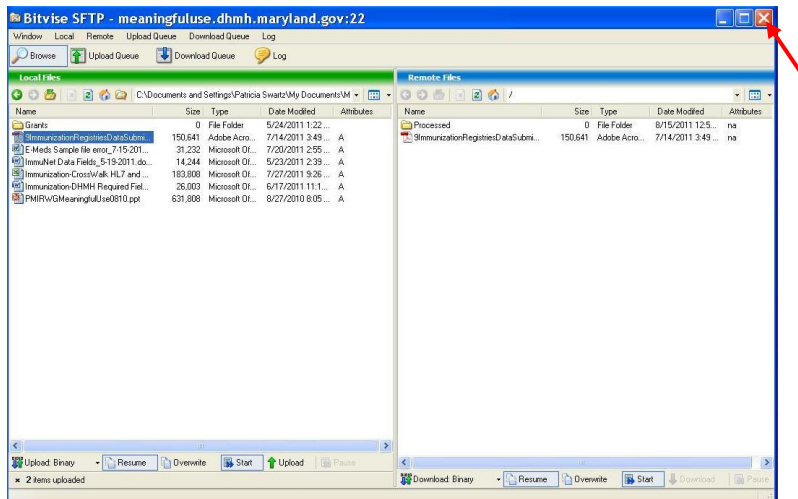 Bitvise SFTP - meaningfuluse.dhmh.maryland.gov:22
Window Local Remote Upload Queue Download Queue Log
Browse Upload Queue Download Queue Log
Local Files
C:\Documents and Settings\Patricia Swartz\My Documents\M
Name Size Type Date Modified Attributes
Grants 0 File Folder 5/24/2011 1:22 ...
9ImmunizationRegistriesDataSubmi... 150,641 Adobe Acro... 7/14/2011 3:49 ... A
E-Meds Sample file error_7-15-201... 31,232 Microsoft Of... 7/20/2011 2:55 ... A
ImmuNet Data Fields_5-19-2011.do... 14,244 Microsoft Of... 5/23/2011 2:39 ... A
Immunization-CrossWalk HL7 and ... 183,808 Microsoft Of... 7/27/2011 9:26 ... A
Immunization-DHMH Required Fiel... 26,003 Microsoft Of... 6/17/2011 11:1... A
PMIRWGMeaningfulUse0810.ppt 631,808 Microsoft Of... 8/27/2010 8:05 ... A
Upload: Binary Resume Overwrite Start Upload Pause
2 items uploaded
Remote Files
/
Name Size Type Date Modified Attributes
Processed 0 File Folder 8/15/2011 12:5... na
9ImmunizationRegistriesDataSubmi... 150,641 Adobe Acro... 7/14/2011 3:49 ... na
Download: Binary Resume Overwrite Start Download Pause